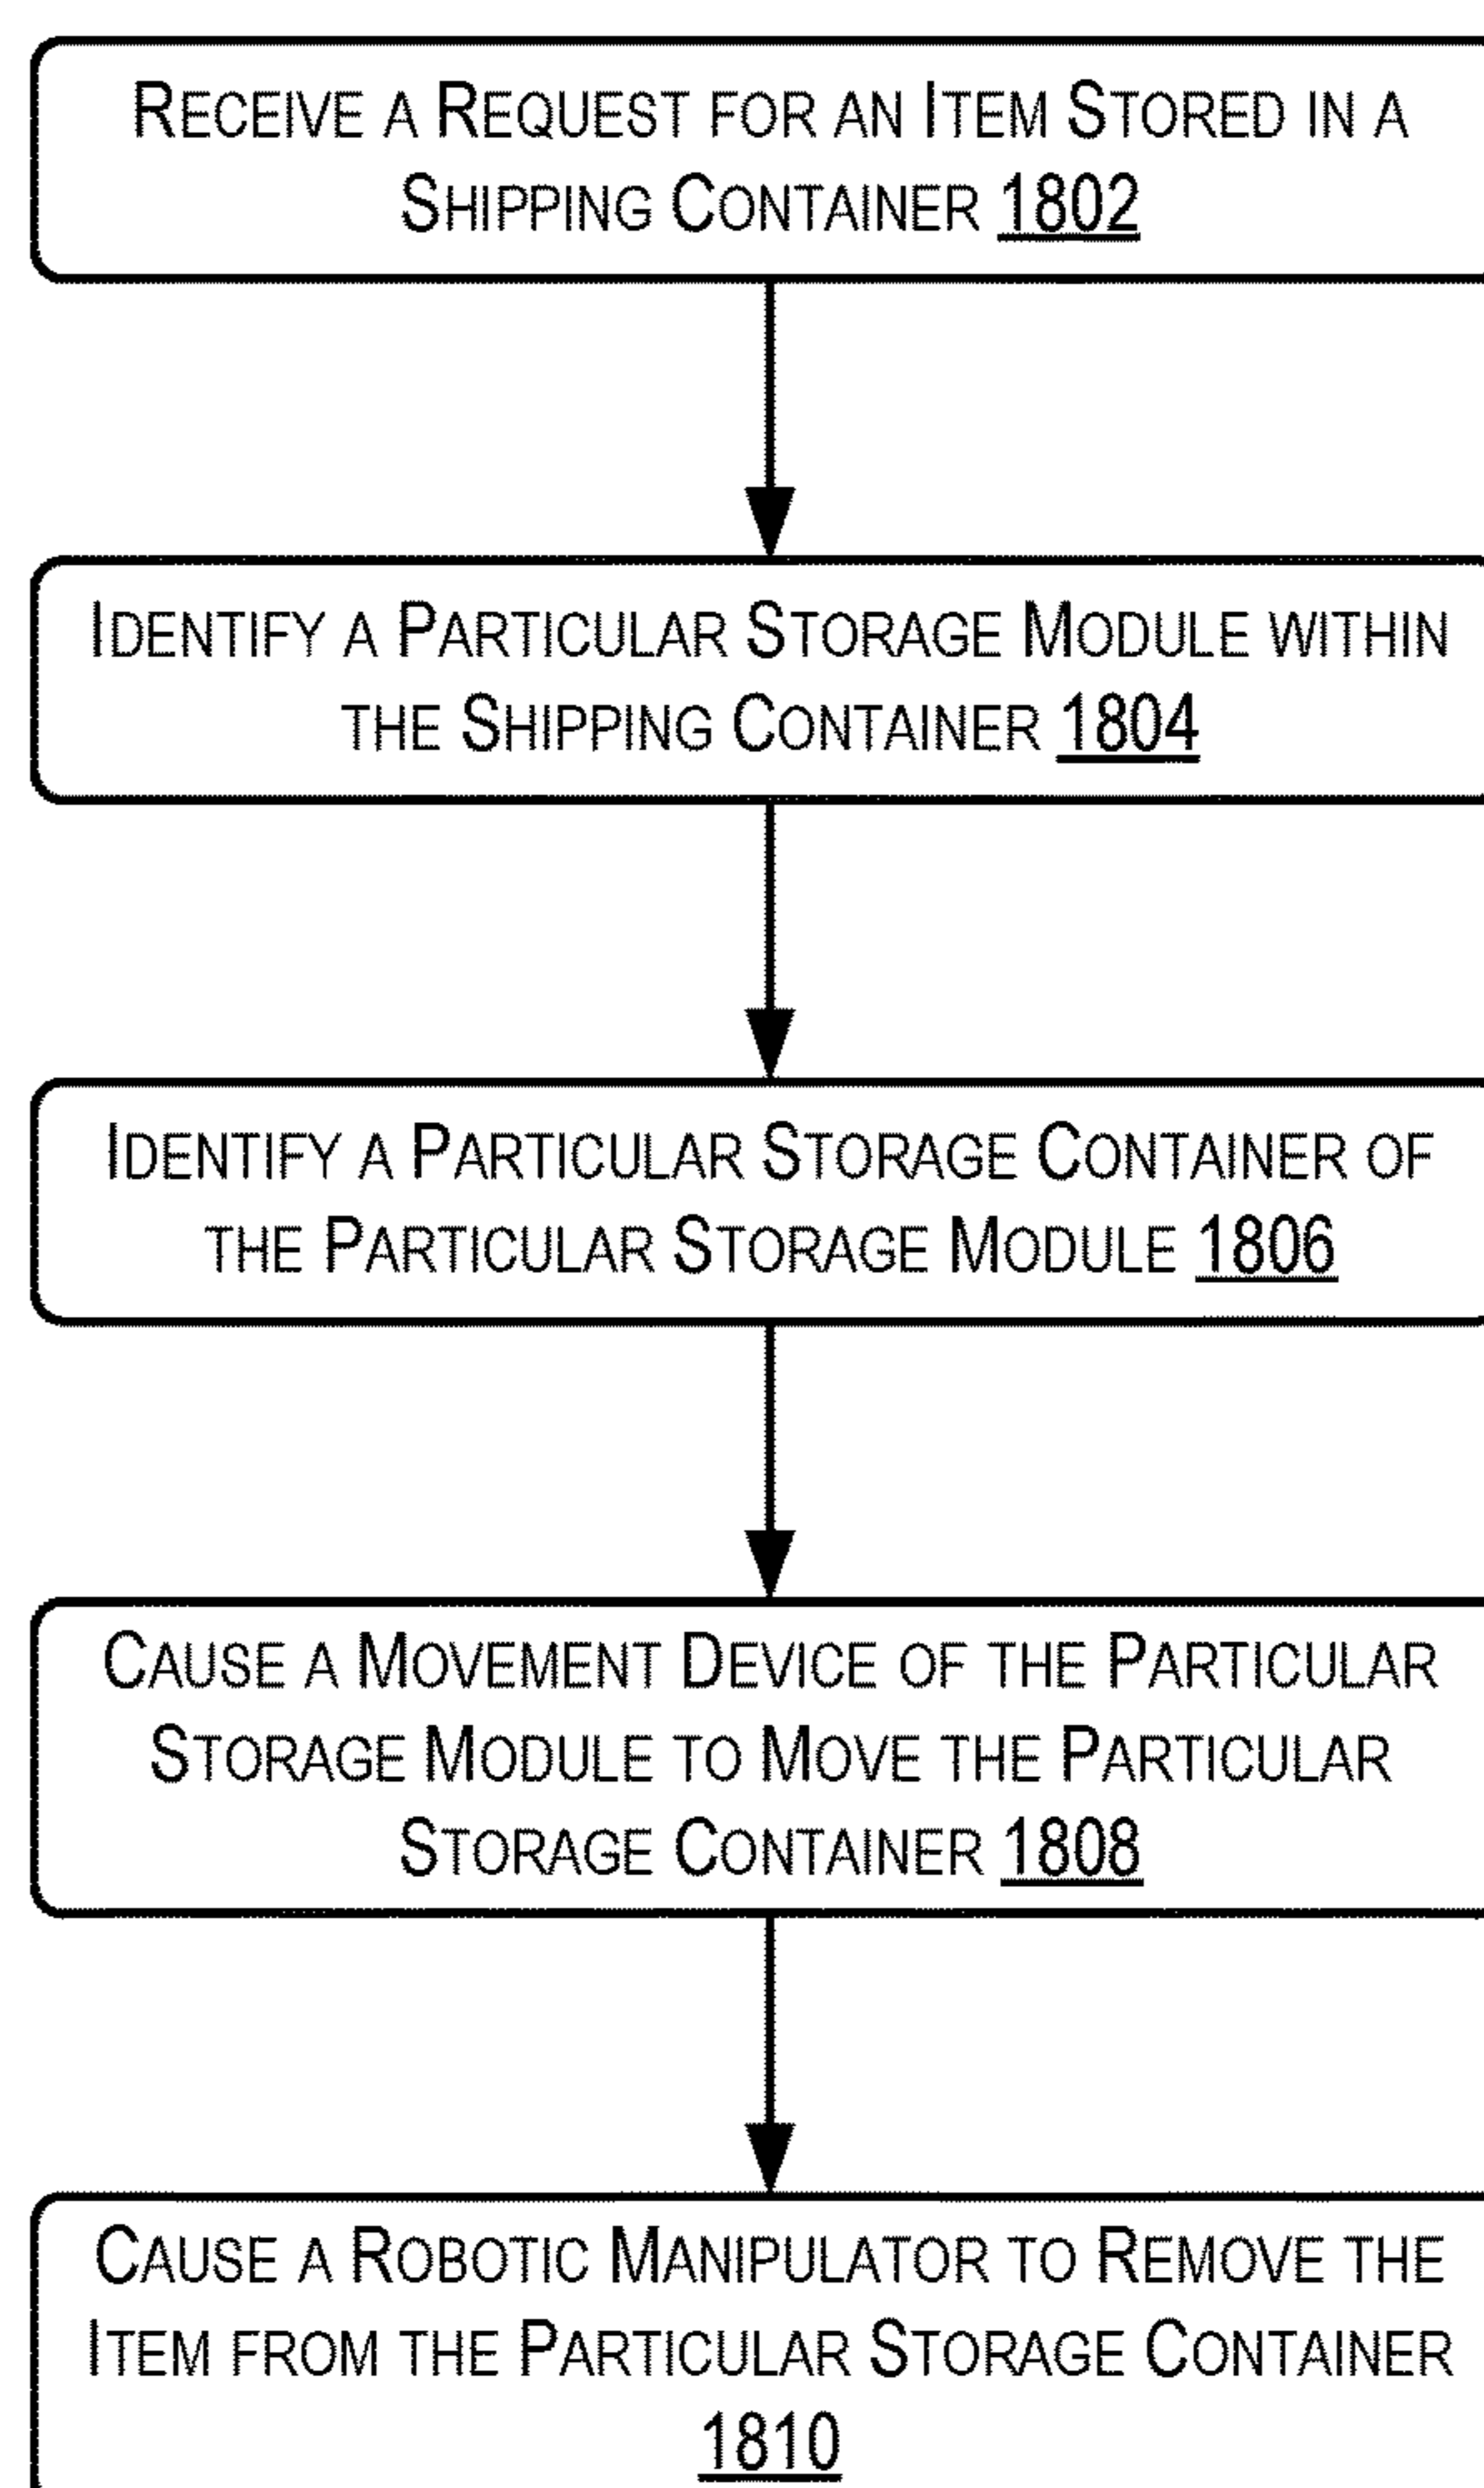 Receive a Request for an Item Stored in a
Shipping Container 1802
Identify a Particular Storage Module within
the Shipping Container 1804
Identify a Particular Storage Container of
the Particular Storage Module 1806
Cause a Movement Device of the Particular
Storage Module to Move the Particular
Storage Container 1808
Cause a Robotic Manipulator to Remove the
Item from the Particular Storage Container
1810